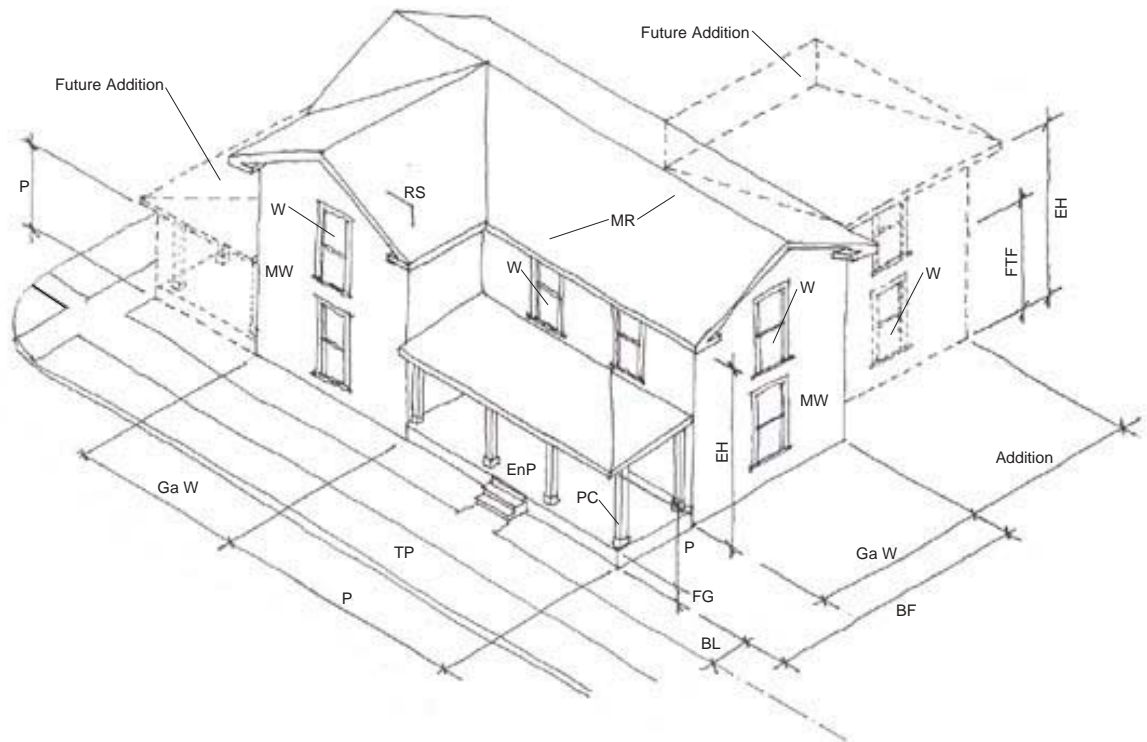 Future Addition
Future Addition
P
RS
W
MR
EH
MW
FTF
W
W
W
MW
EH
Addition
EnP
Ga W
PC
P
Ga W
TP
FG
BF
P
BL